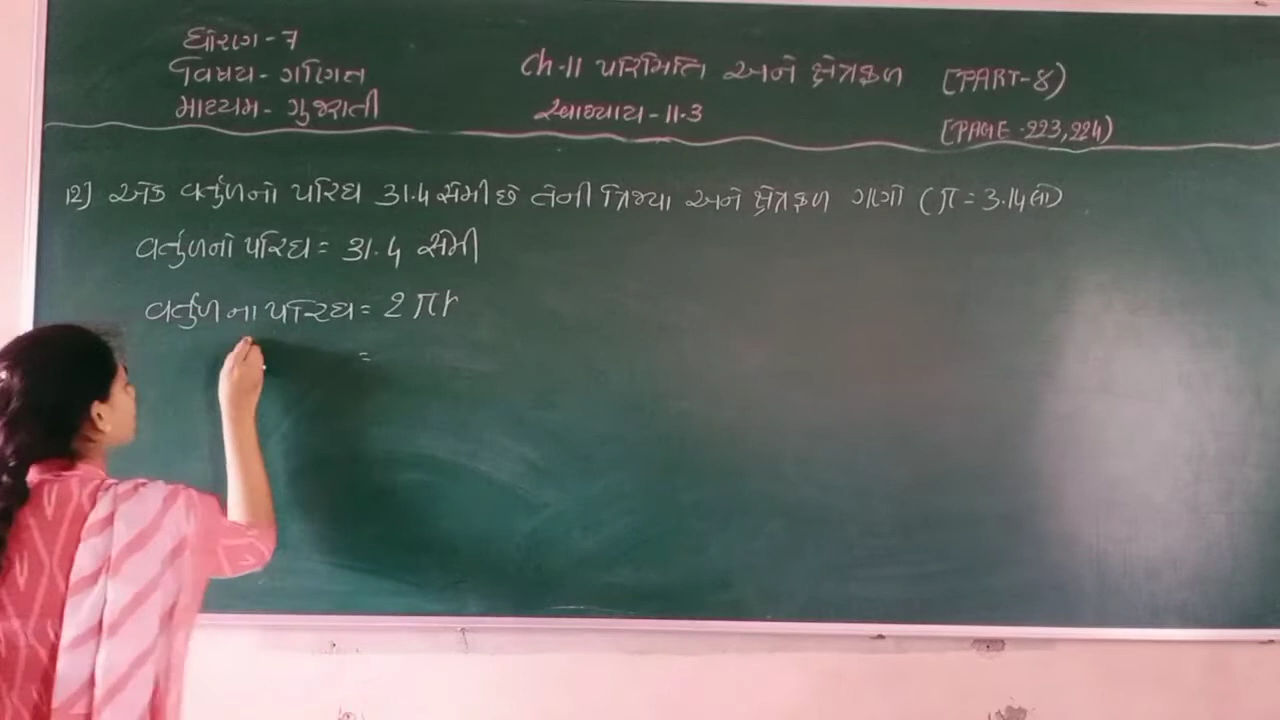 ધોરણ - 7
વિષય - ગણિત
માધ્યમ - ગુજરાતી
Ch-11 પરિમિતિ અને ક્ષેત્રફળ [PART-8)
સ્વાધ્યાય - 11.3
[PAGE-223,224)
12] એક વર્તુળનો પરિઘ 31.4 સેમી છે તેની ત્રિજ્યા અને ક્ષેત્રફળ ગણો (π = 3.14 લો)
વર્તુળનો પરિઘ = 31.4 સેમી
વર્તુળના પરિઘ = 2πr
=